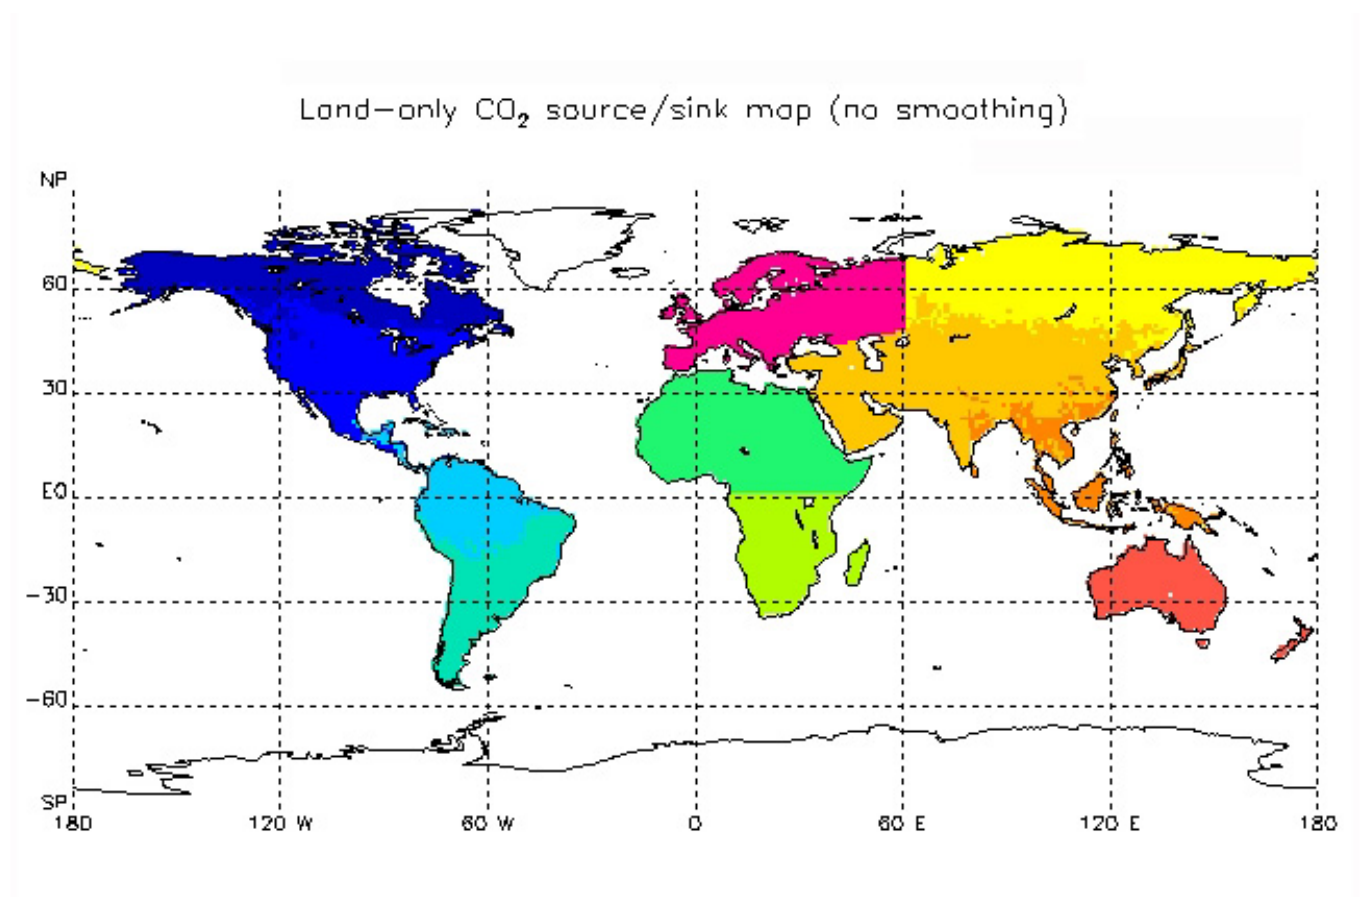 Land-only CO₂ source/sink map (no smoothing)
NP
60
30
EQ
-30
-60
SP
180
120 W
60 W
0
60 E
120 E
180